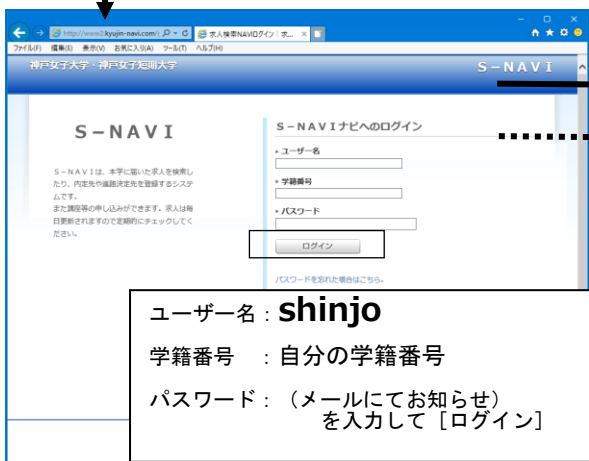 http://www2.kyujin-navi.com/
求人検索NAVIログイン | 求...
ファイル(F) 編集(E) 表示(V) お気に入り(A) ツール(T) ヘルプ(H)
神戸女子大学・神戸女子短期大学
S－NAVI
S－NAVI
S－NAVIは、本学に届いた求人を検索し
たり、内定先や進路決定先を登録するシステ
ムです。
また講座等の申し込みができます。求人は毎
日更新されますので定期的にチェックしてく
ださい。
S－NAVIナビへのログイン
ユーザー名
学籍番号
パスワード
ログイン
パスワードを忘れた場合はこちら。
ユーザー名：shinjo
学籍番号 ：自分の学籍番号
パスワード：（メールにてお知らせ）
を入力して［ログイン］